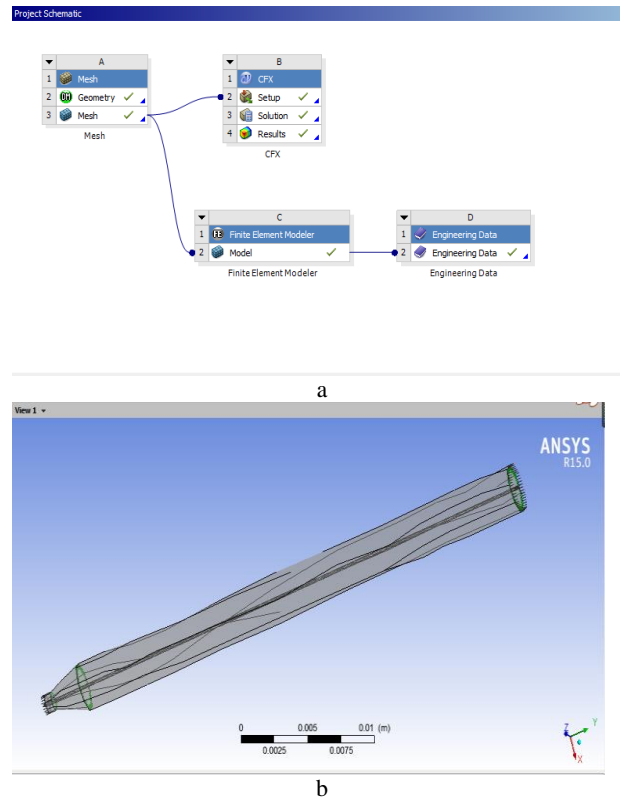 Project Schematic
A
1 Mesh
2 Geometry
3 Mesh
Mesh
B
1 CFX
2 Setup
3 Solution
4 Results
CFX
C
1 Finite Element Modeler
2 Model
Finite Element Modeler
D
1 Engineering Data
2 Engineering Data
Engineering Data
a
View 1
ANSYS
R15.0
0 0.005 0.01 (m)
0.0025 0.0075
Z Y
X
b